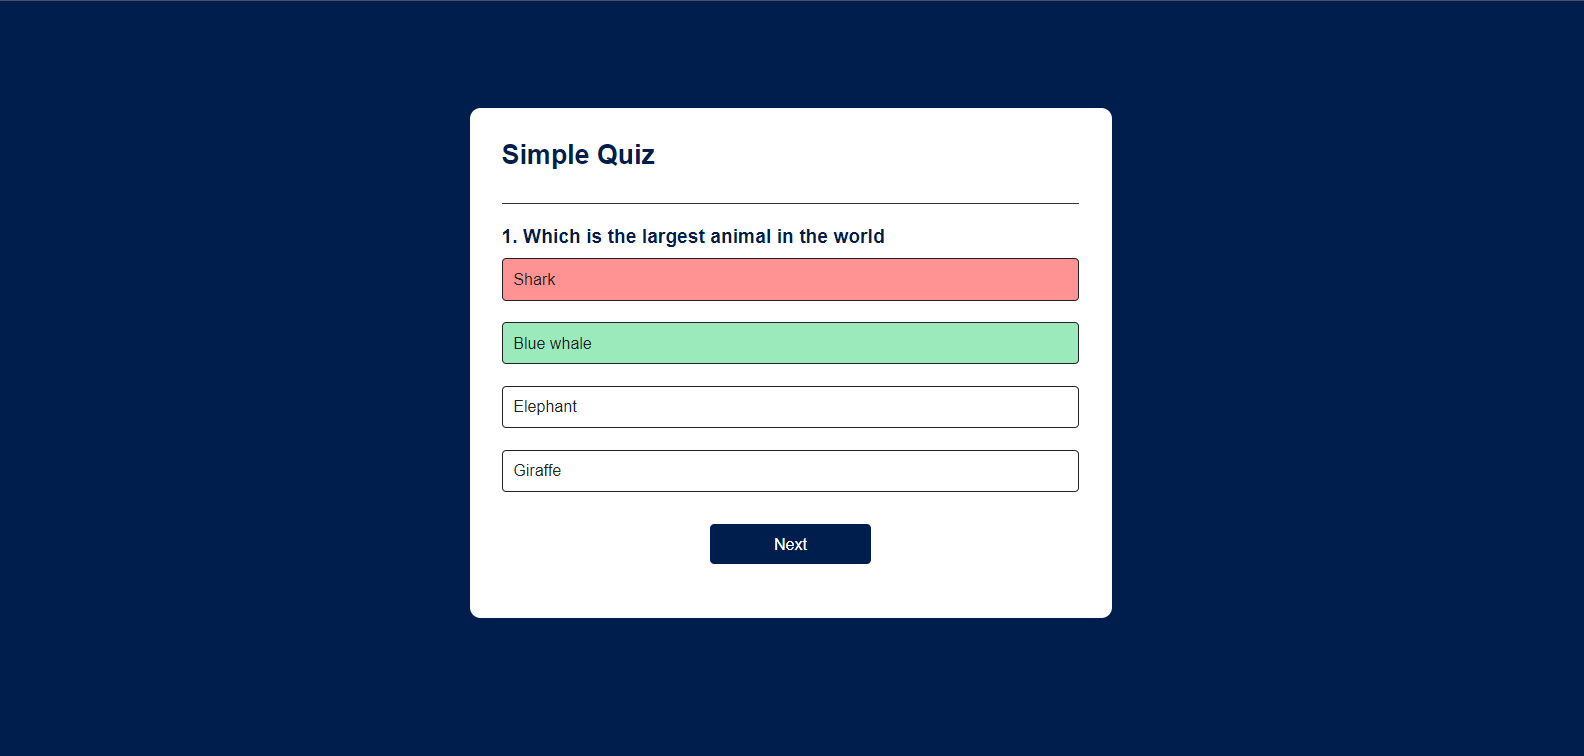 Simple Quiz
1. Which is the largest animal in the world
Shark
Blue whale
Elephant
Giraffe
Next